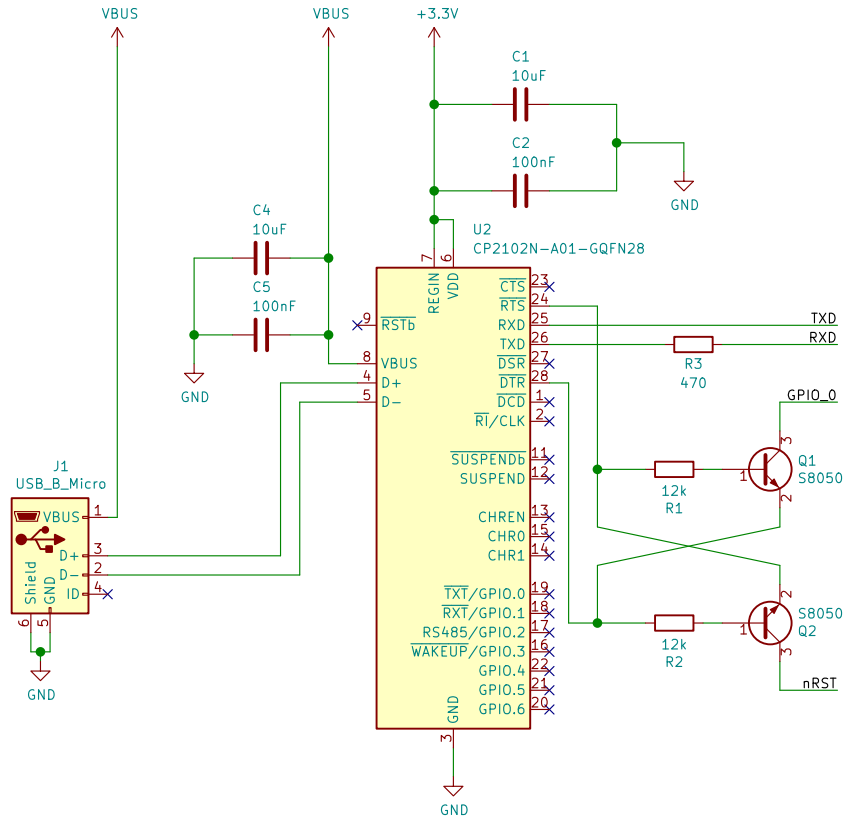 VBUS
VBUS
+3.3V
C1
10uF
C2
100nF
GND
C4
10uF
C5
100nF
GND
U2
CP2102N-A01-GQFN28
7
6
REGIN
VDD
9
RSTb
8
VBUS
4
D+
5
D-
CTS
23
RTS
24
RXD
25
TXD
26
DSR
27
DTR
28
DCD
1
RI/CLK
2
SUSPENDb
11
SUSPEND
12
CHREN
13
CHR0
15
CHR1
14
TXT/GPIO.0
19
RXT/GPIO.1
18
RS485/GPIO.2
17
WAKEUP/GPIO.3
16
GPIO.4
22
GPIO.5
21
GPIO.6
20
GND
3
GND
TXD
RXD
R3
470
GPIO_0
3
Q1
S8050
1
2
12k
R1
2
S8050
Q2
1
3
12k
R2
nRST
J1
USB_B_Micro
VBUS
1
D+
3
D-
2
ID
4
Shield
GND
6
5
GND